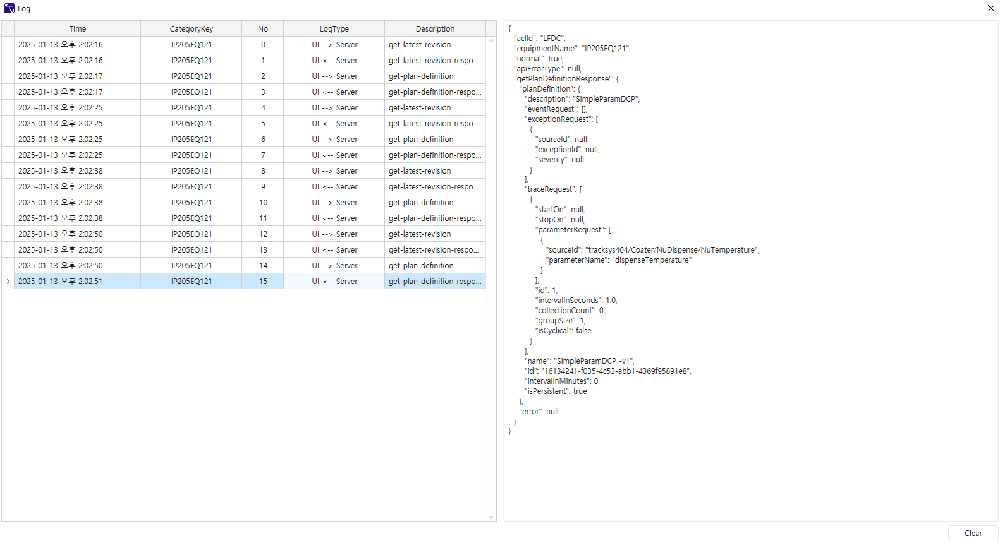 Log
Time CategoryKey No LogType Description
2025-01-13 오후 2:02:16 IP205EQ121 0 UI --> Server get-latest-revision
2025-01-13 오후 2:02:16 IP205EQ121 1 UI <-- Server get-latest-revision-respo...
2025-01-13 오후 2:02:17 IP205EQ121 2 UI --> Server get-plan-definition
2025-01-13 오후 2:02:17 IP205EQ121 3 UI <-- Server get-plan-definition-respo...
2025-01-13 오후 2:02:25 IP205EQ121 4 UI --> Server get-latest-revision
2025-01-13 오후 2:02:25 IP205EQ121 5 UI <-- Server get-latest-revision-respo...
2025-01-13 오후 2:02:25 IP205EQ121 6 UI --> Server get-plan-definition
2025-01-13 오후 2:02:25 IP205EQ121 7 UI <-- Server get-plan-definition-respo...
2025-01-13 오후 2:02:38 IP205EQ121 8 UI --> Server get-latest-revision
2025-01-13 오후 2:02:38 IP205EQ121 9 UI <-- Server get-latest-revision-respo...
2025-01-13 오후 2:02:38 IP205EQ121 10 UI --> Server get-plan-definition
2025-01-13 오후 2:02:38 IP205EQ121 11 UI <-- Server get-plan-definition-respo...
2025-01-13 오후 2:02:50 IP205EQ121 12 UI --> Server get-latest-revision
2025-01-13 오후 2:02:50 IP205EQ121 13 UI <-- Server get-latest-revision-respo...
2025-01-13 오후 2:02:50 IP205EQ121 14 UI --> Server get-plan-definition
2025-01-13 오후 2:02:51 IP205EQ121 15 UI <-- Server get-plan-definition-respo...
{
"aclId": "LFDC",
"equipmentName": "IP205EQ121",
"normal": true,
"apiErrorType": null,
"getPlanDefinitionResponse": {
"planDefinition": {
"description": "SimpleParamDCP",
"eventRequest": [],
"exceptionRequest": [
{
"sourceId": null,
"exceptionId": null,
"severity": null
}
],
"traceRequest": [
{
"startOn": null,
"stopOn": null,
"parameterRequest": [
{
"sourceId": "tracksys404/Coater/NuDispense/NuTemperature",
"parameterName": "dispenseTemperature"
}
],
"id": 1,
"intervalInSeconds": 1.0,
"collectionCount": 0,
"groupSize": 1,
"isCyclical": false
}
],
"name": "SimpleParamDCP -v1",
"id": "16134241-f035-4c53-abb1-4369f95891e8",
"intervalInMinutes": 0,
"isPersistent": true
},
"error": null
}
}
Clear